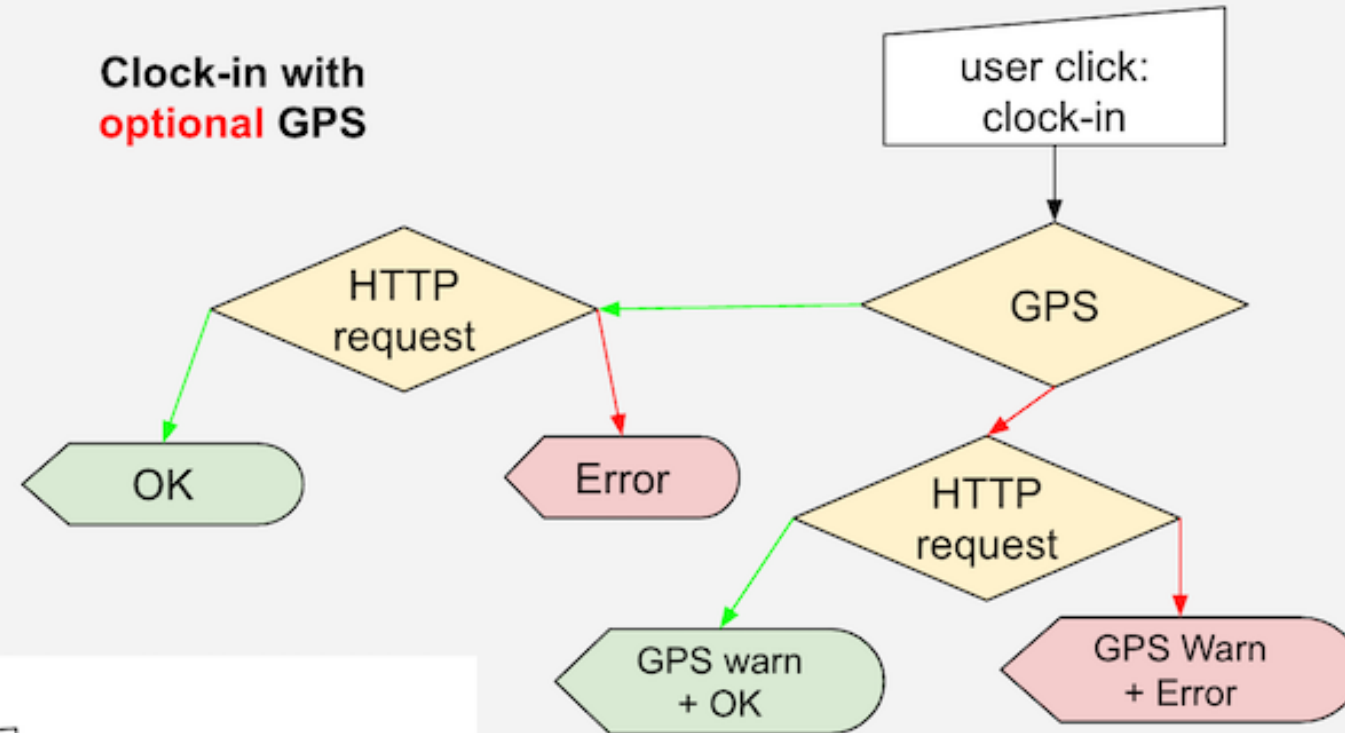 Clock-in with
optional GPS
user click:
clock-in
HTTP
request
GPS
OK
Error
HTTP
request
GPS warn
+ OK
GPS Warn
+ Error